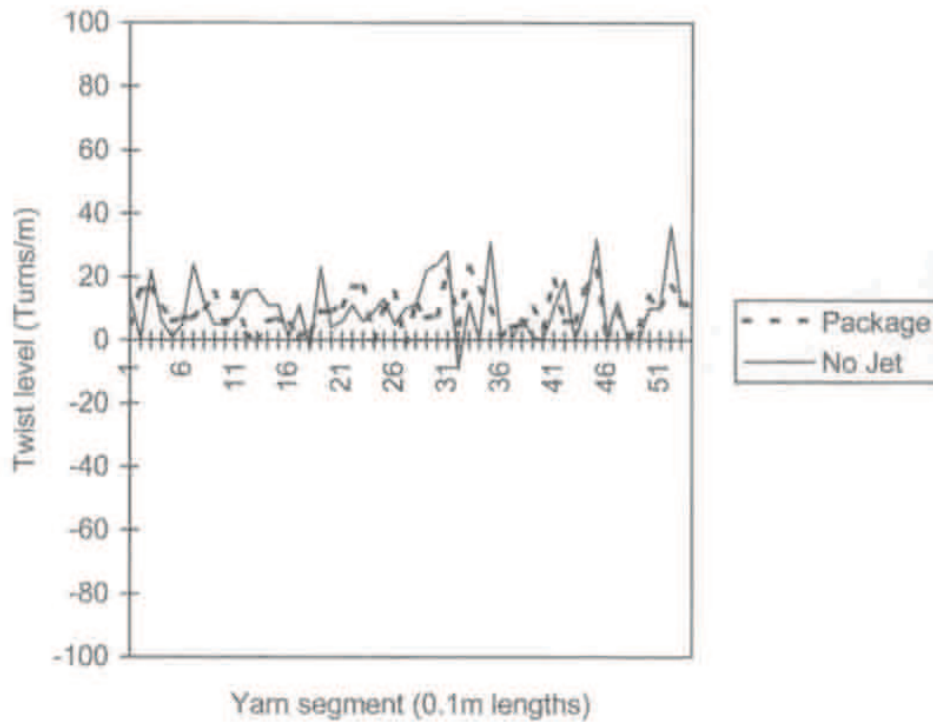 100
80
60
40
20
0
-20
-40
-60
-80
-100
Twist level (Turns/m)
1 6 11 16 21 26 31 36 41 46 51
Yarn segment (0.1m lengths)
Package
No Jet